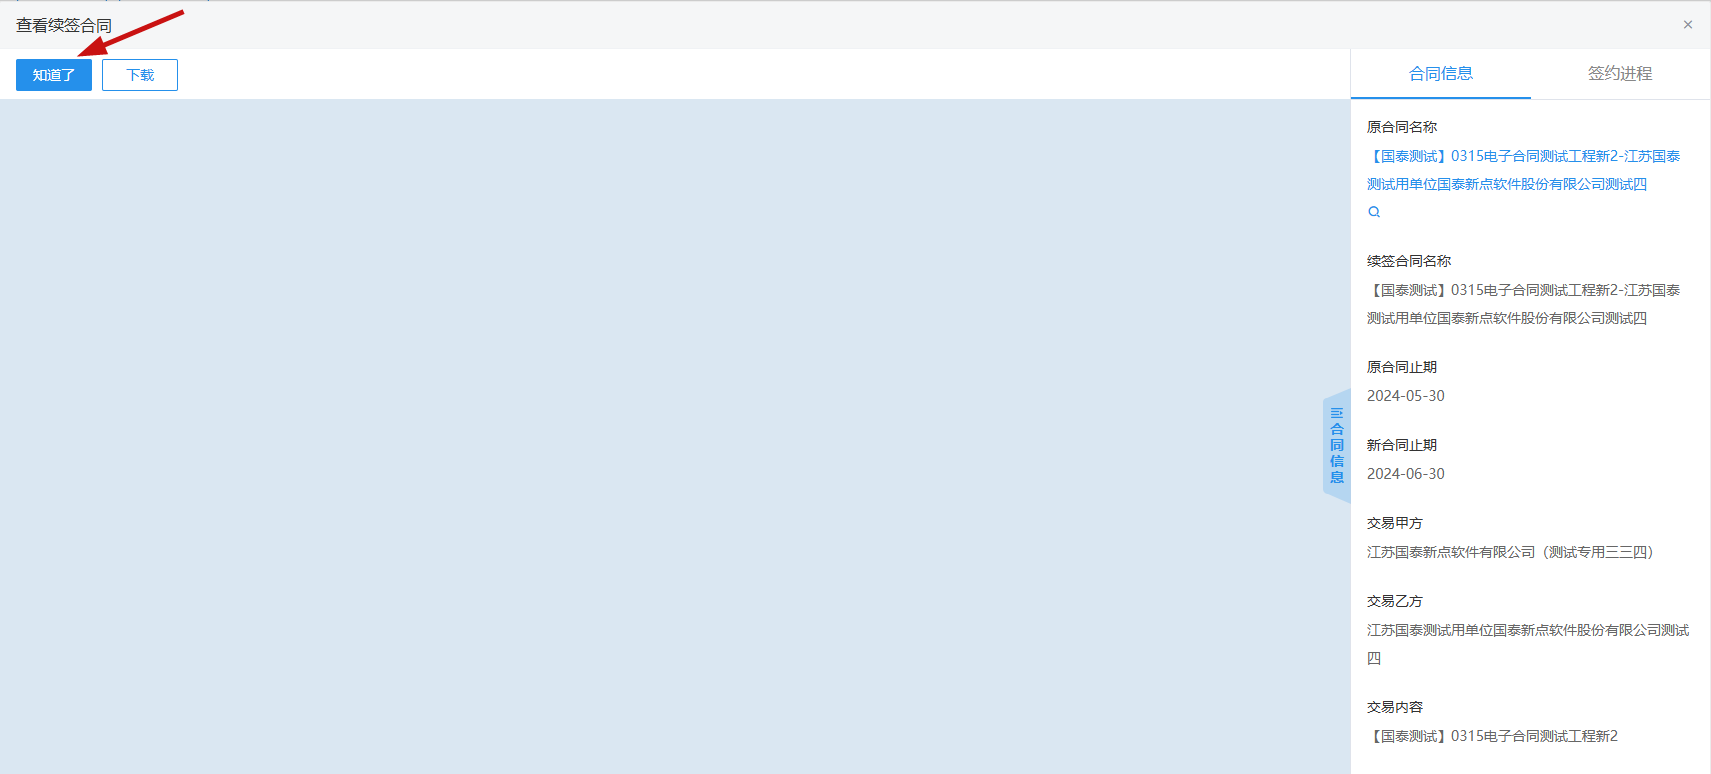 查看续签合同
知道了
下载
合同信息
签约进程
原合同名称
【国泰测试】0315电子合同测试工程新2-江苏国泰
测试用单位国泰新点软件股份有限公司测试四
续签合同名称
【国泰测试】0315电子合同测试工程新2-江苏国泰
测试用单位国泰新点软件股份有限公司测试四
原合同止期
2024-05-30
新合同止期
2024-06-30
交易甲方
江苏国泰新点软件有限公司（测试专用三三四）
交易乙方
江苏国泰测试用单位国泰新点软件股份有限公司测试
四
交易内容
【国泰测试】0315电子合同测试工程新2
合同信息